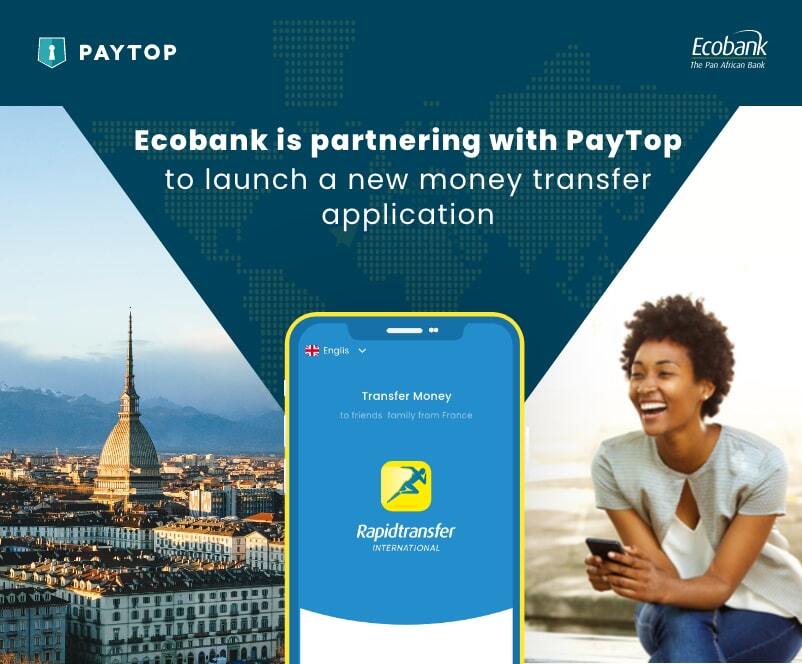 PAYTOP
Ecobank
The Pan African Bank
Ecobank is partnering with PayTop
to launch a new money transfer
application
Englis
Transfer Money
to friends family from France
Rapidtransfer
INTERNATIONAL